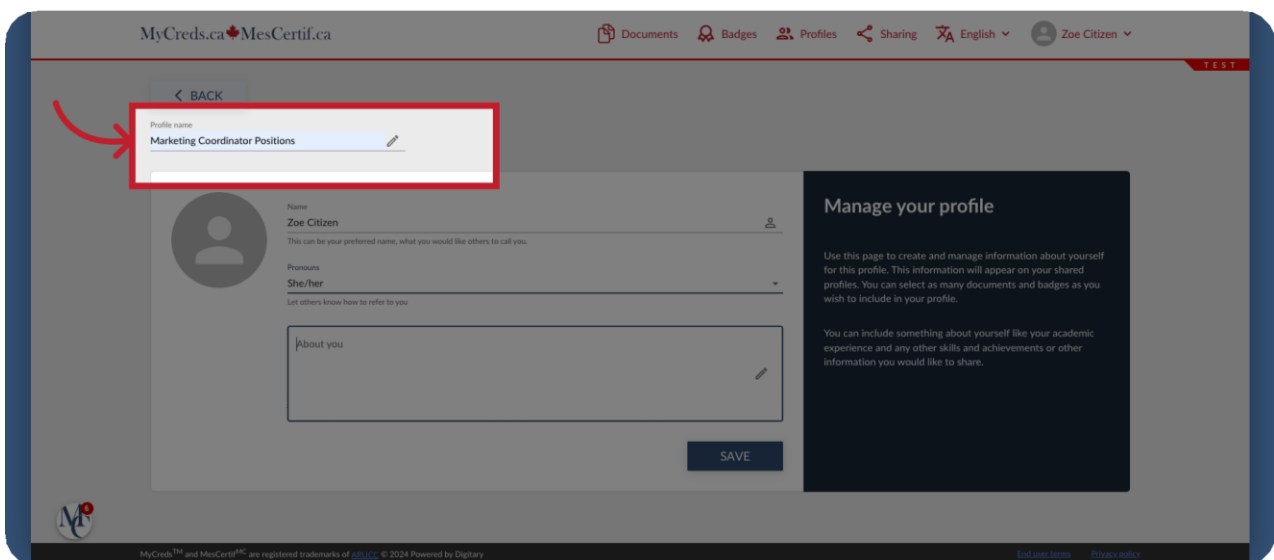 MyCreds.ca MesCertif.ca
Documents Badges Profiles Sharing English Zoe Citizen
TEST
BACK
Profile name
Marketing Coordinator Positions
Name
Zoe Citizen
This can be your preferred name, what you would like others to call you.
Pronouns
She/her
Let others know how to refer to you
About you
SAVE
Manage your profile
Use this page to create and manage information about yourself
for this profile. This information will appear on your shared
profiles. You can select as many documents and badges as you
wish to include in your profile.
You can include something about yourself like your academic
experience and any other skills and achievements or other
information you would like to share.
MC
6
MyCreds™ and MesCertif^MC are registered trademarks of ARUCC © 2024 Powered by Digitary
End user terms Privacy policy